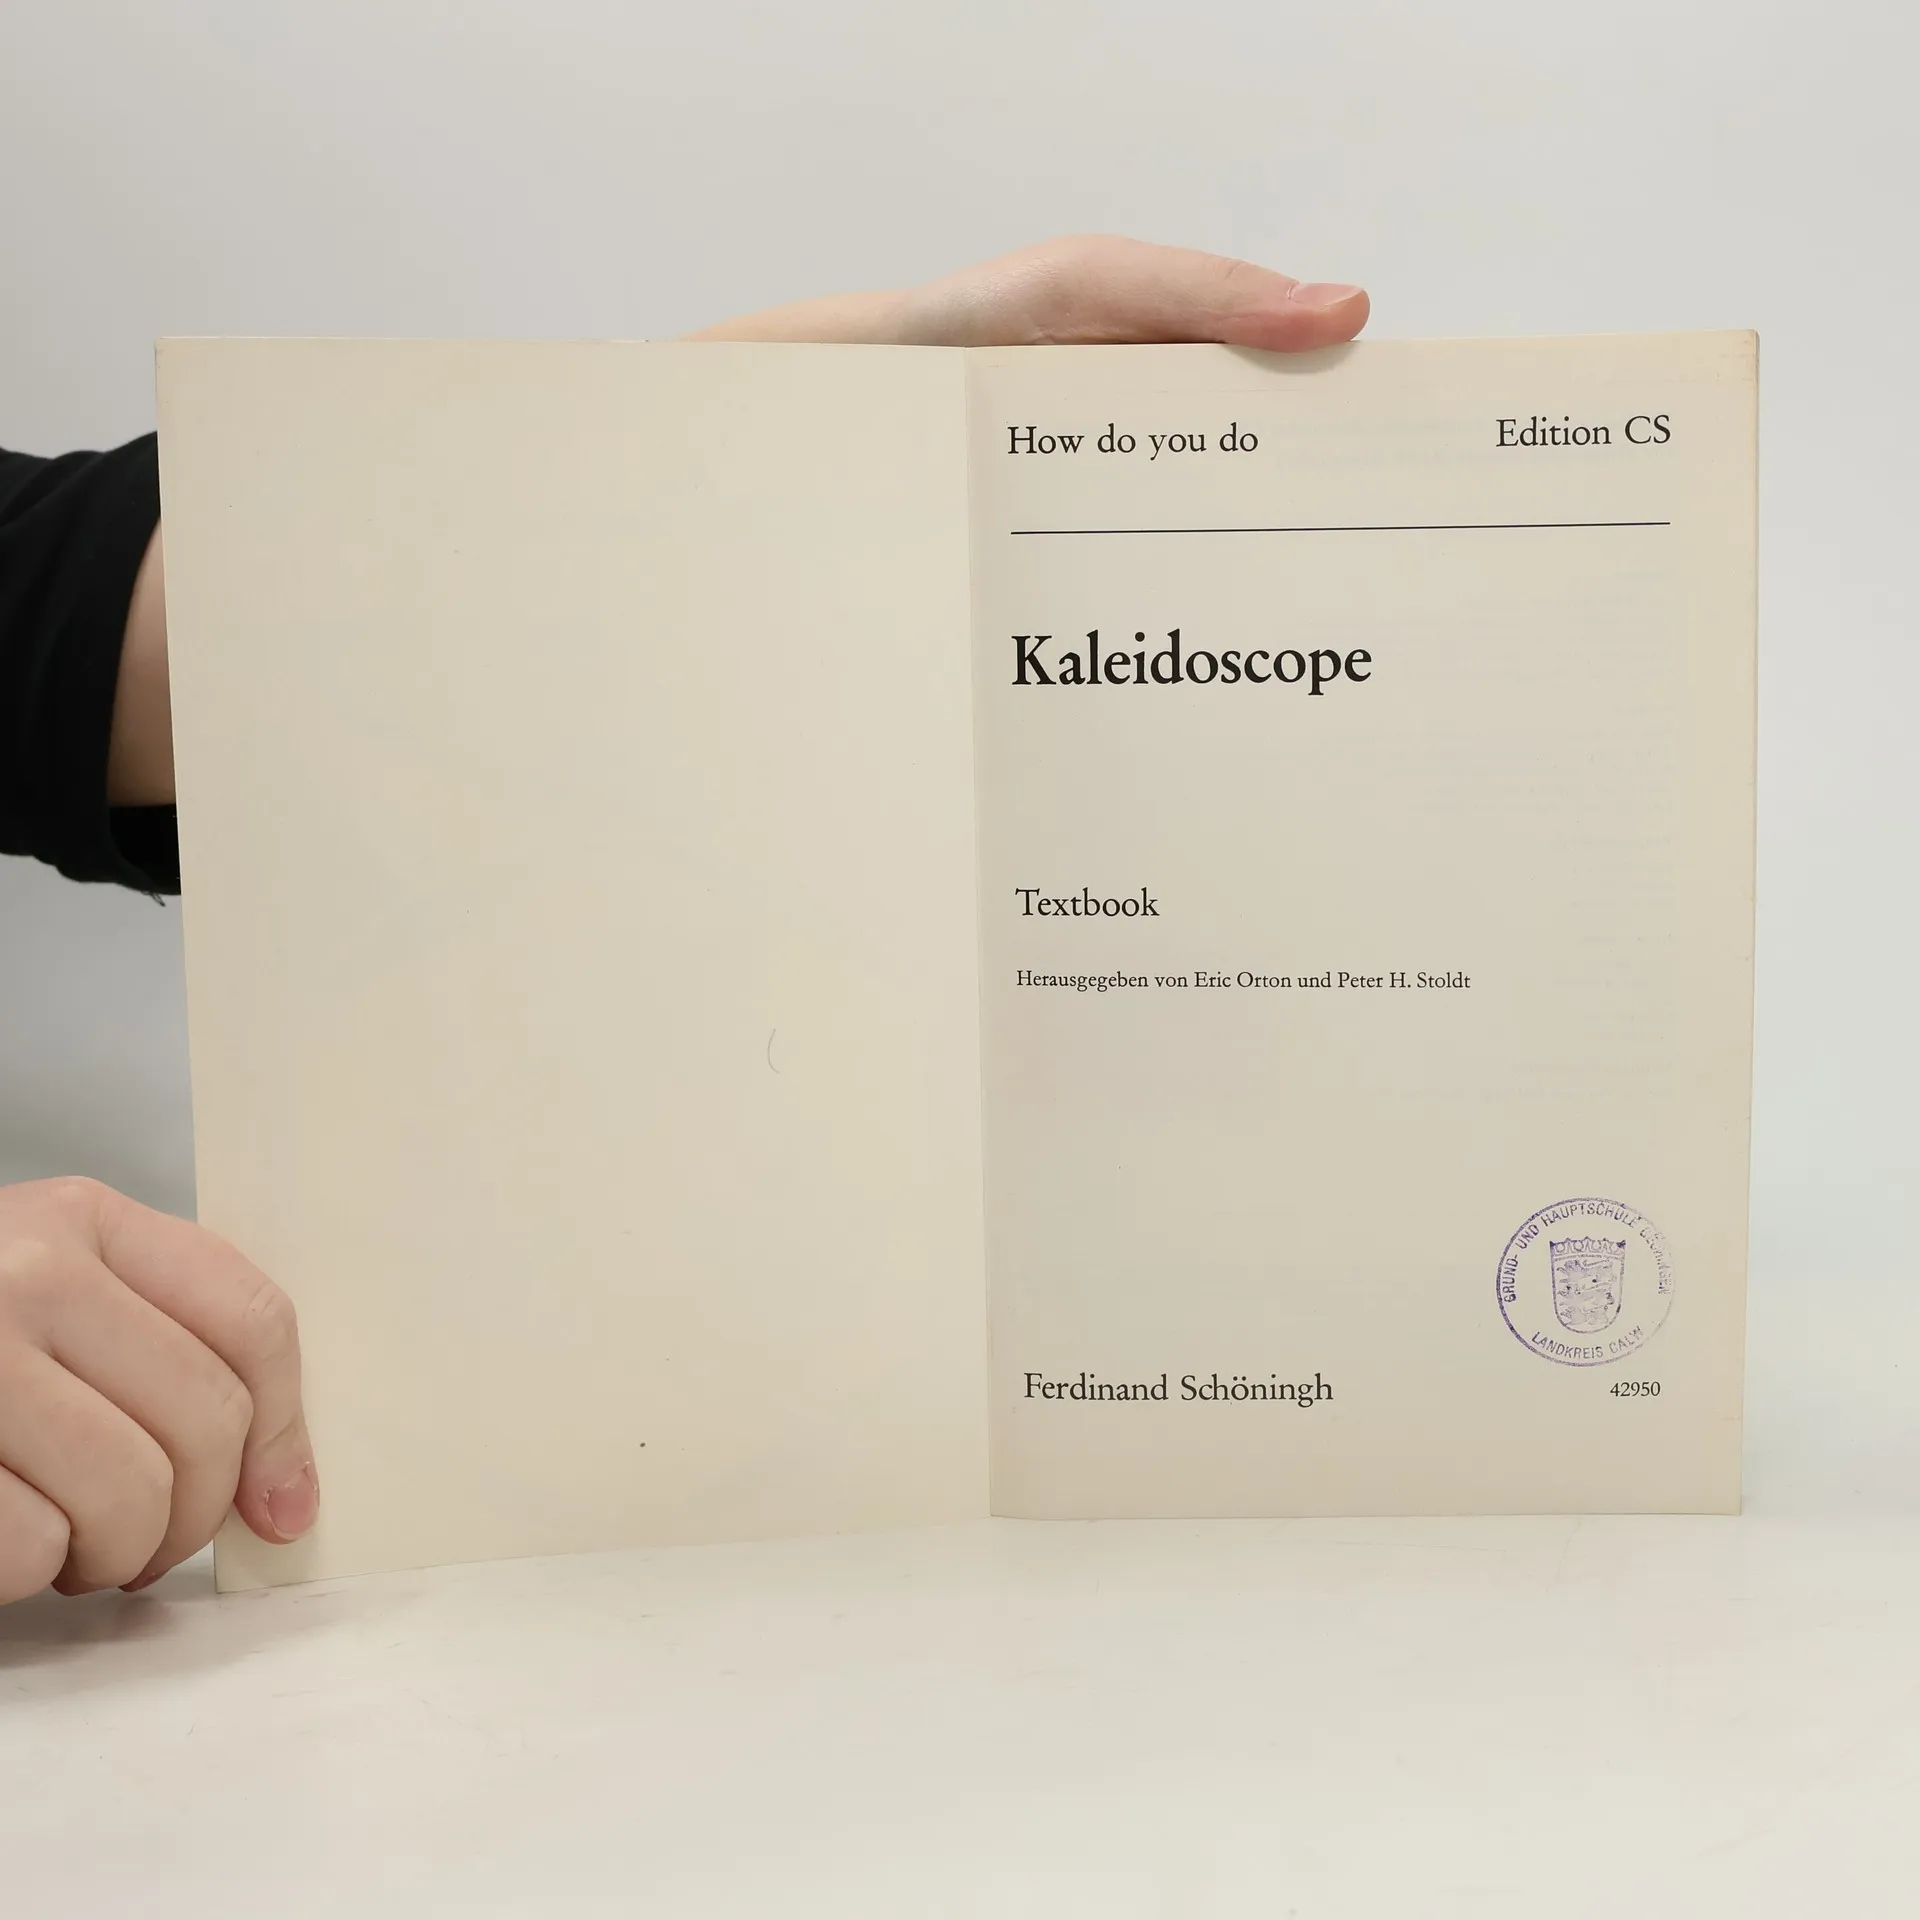 How do you do
Edition CS
Kaleidoscope
Textbook
Herausgegeben von Eric Orton und Peter H. Stoldt
GRUND- UND HAUPTSCHULE
LANDKREIS CALW
Ferdinand Schöningh
42950